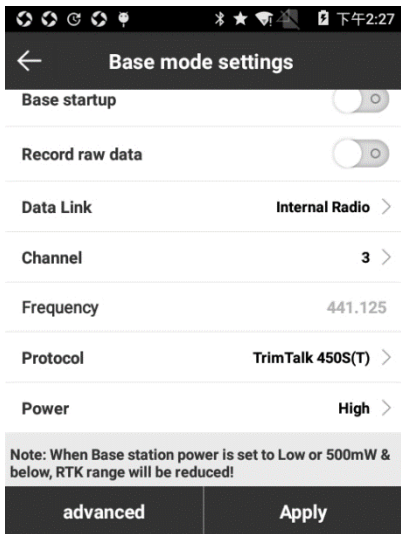 下午2:27
Base mode settings
Base startup
Record raw data
Data Link Internal Radio
Channel 3
Frequency 441.125
Protocol TrimTalk 450S(T)
Power High
Note: When Base station power is set to Low or 500mW &
below, RTK range will be reduced!
advanced Apply